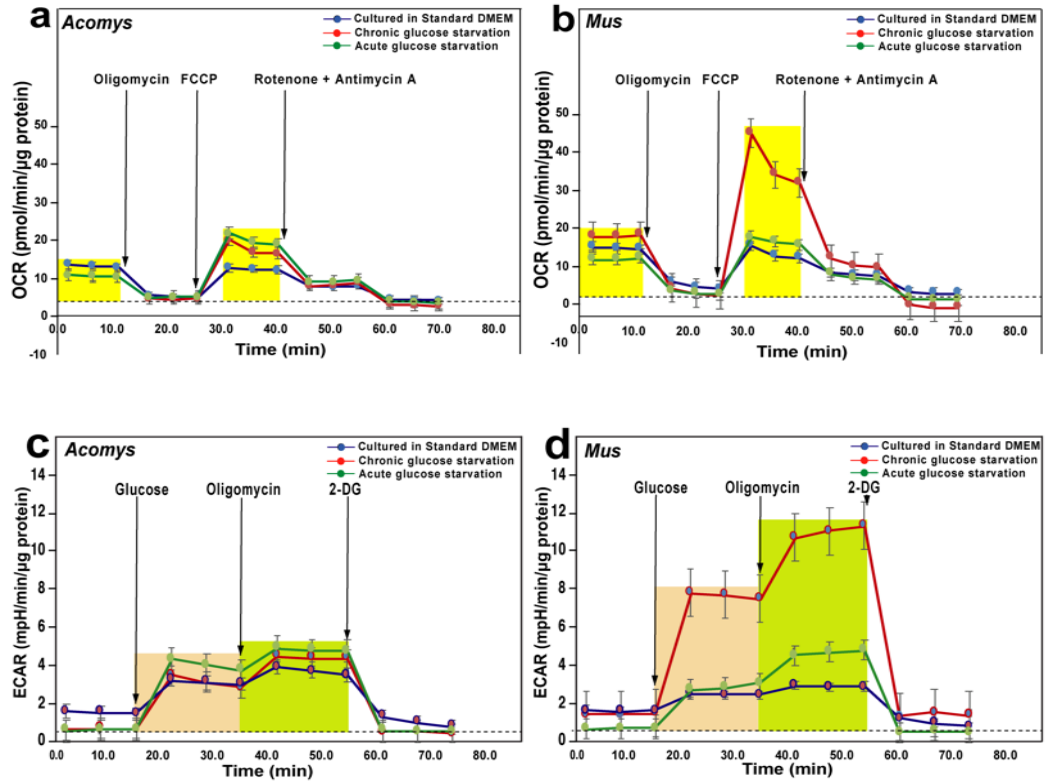 a
Acomys
Cultured in Standard DMEM
Chronic glucose starvation
Acute glucose starvation
Oligomycin FCCP Rotenone + Antimycin A
OCR (pmol/min/µg protein)
50
40
30
20
10
0
-10
0.0 10.0 20.0 30.0 40.0 50.0 60.0 70.0 80.0
Time (min)
b
Mus
Cultured in Standard DMEM
Chronic glucose starvation
Acute glucose starvation
Oligomycin FCCP Rotenone + Antimycin A
OCR (pmol/min/µg protein)
50
40
30
20
10
0
-10
0.0 10.0 20.0 30.0 40.0 50.0 60.0 70.0 80.0
Time (min)
c
Acomys
Cultured in Standard DMEM
Chronic glucose starvation
Acute glucose starvation
Glucose Oligomycin 2-DG
ECAR (mpH/min/µg protein)
14
12
10
8
6
4
2
0
0.0 10.0 20.0 30.0 40.0 50.0 60.0 70.0 80.0
Time (min)
d
Mus
Cultured in Standard DMEM
Chronic glucose starvation
Acute glucose starvation
Glucose Oligomycin 2-DG
ECAR (mpH/min/µg protein)
14
12
10
8
6
4
2
0
0.0 10.0 20.0 30.0 40.0 50.0 60.0 70.0 80.0
Time (min)